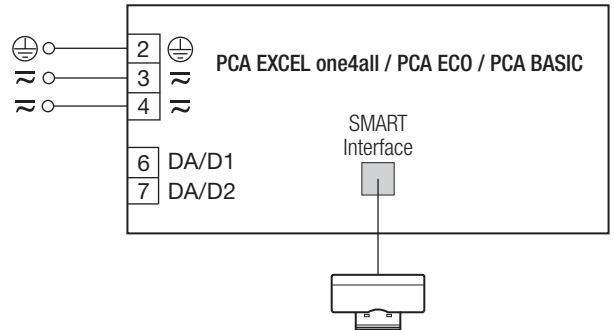 PCA EXCEL one4all / PCA ECO / PCA BASIC
2
3
4
SMART
Interface
6 DA/D1
7 DA/D2